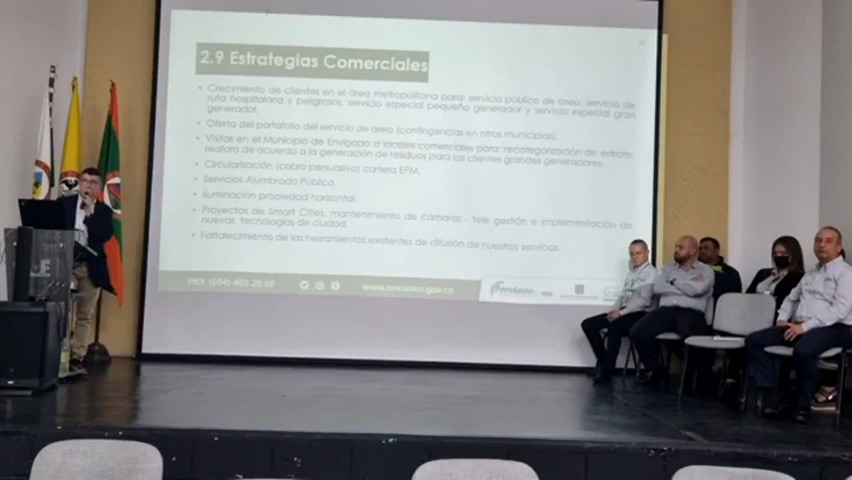 2.9 Estrategias Comerciales
• Crecimiento de clientes en el área metropolitana para: servicio público de aseo, servicio de
ruta hospitalaria y peligrosos, servicio especial pequeño generador y servicio especial gran
generador.
• Oferta del portafolio del servicio de aseo (contingencias en otros municipios).
• Visitas en el Municipio de Envigado a locales comerciales para: recategorización de estrato,
reaforo de acuerdo a la generación de residuos para los clientes grandes generadores.
• Circularización (cobro persuasivo) cartera EPM.
• Servicios Alumbrado Público.
• Iluminación propiedad horizontal.
• Proyectos de Smart Cities, mantenimiento de cámaras - tele gestión e implementación de
nuevas tecnologías de ciudad.
• Fortalecimiento de las herramientas existentes de difusión de nuestros servicios.
PBX (604) 403 20 00
www.enviaseo.gov.co
enviaseo